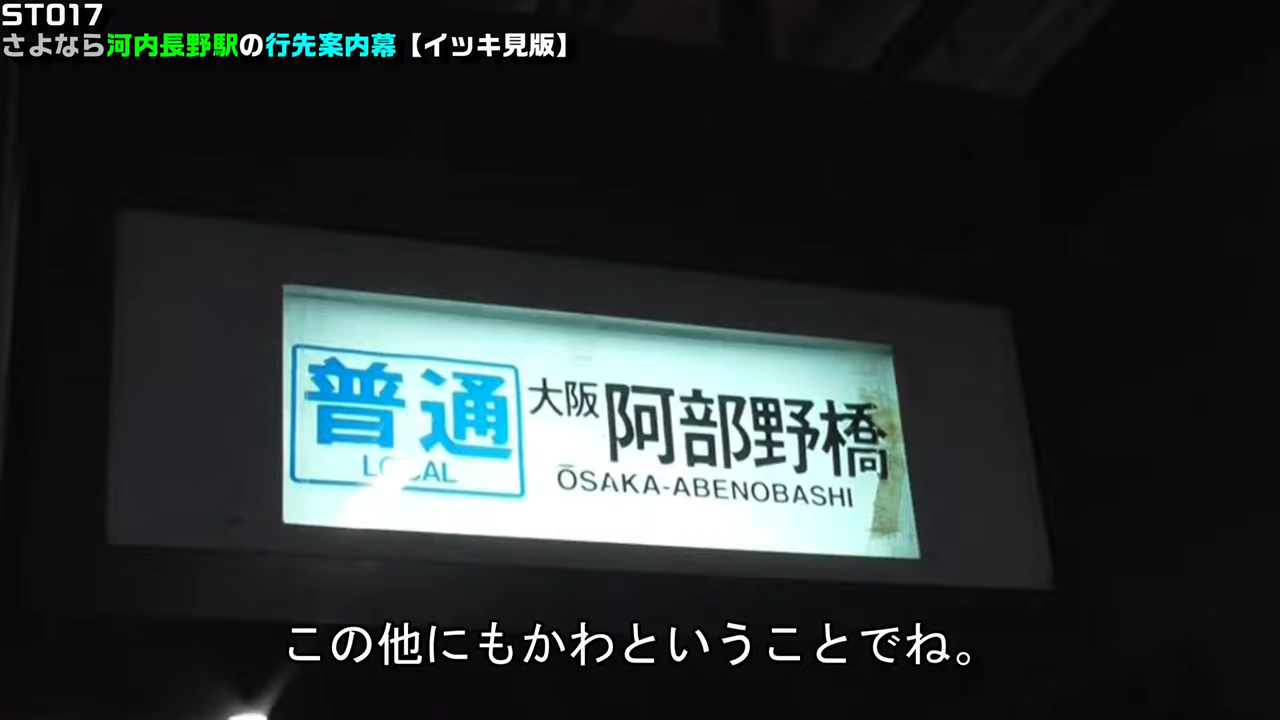 ST017
さよなら河内長野駅の行先案内幕【イッキ見版】
普通 大阪阿部野橋
LOCAL ŌSAKA-ABENOBASHI
この他にもかわということでね。